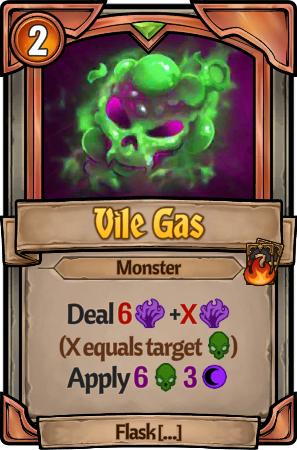 2
Vile Gas
Monster
Deal 6 +X
(X equals target )
Apply 6 3
Flask [...]